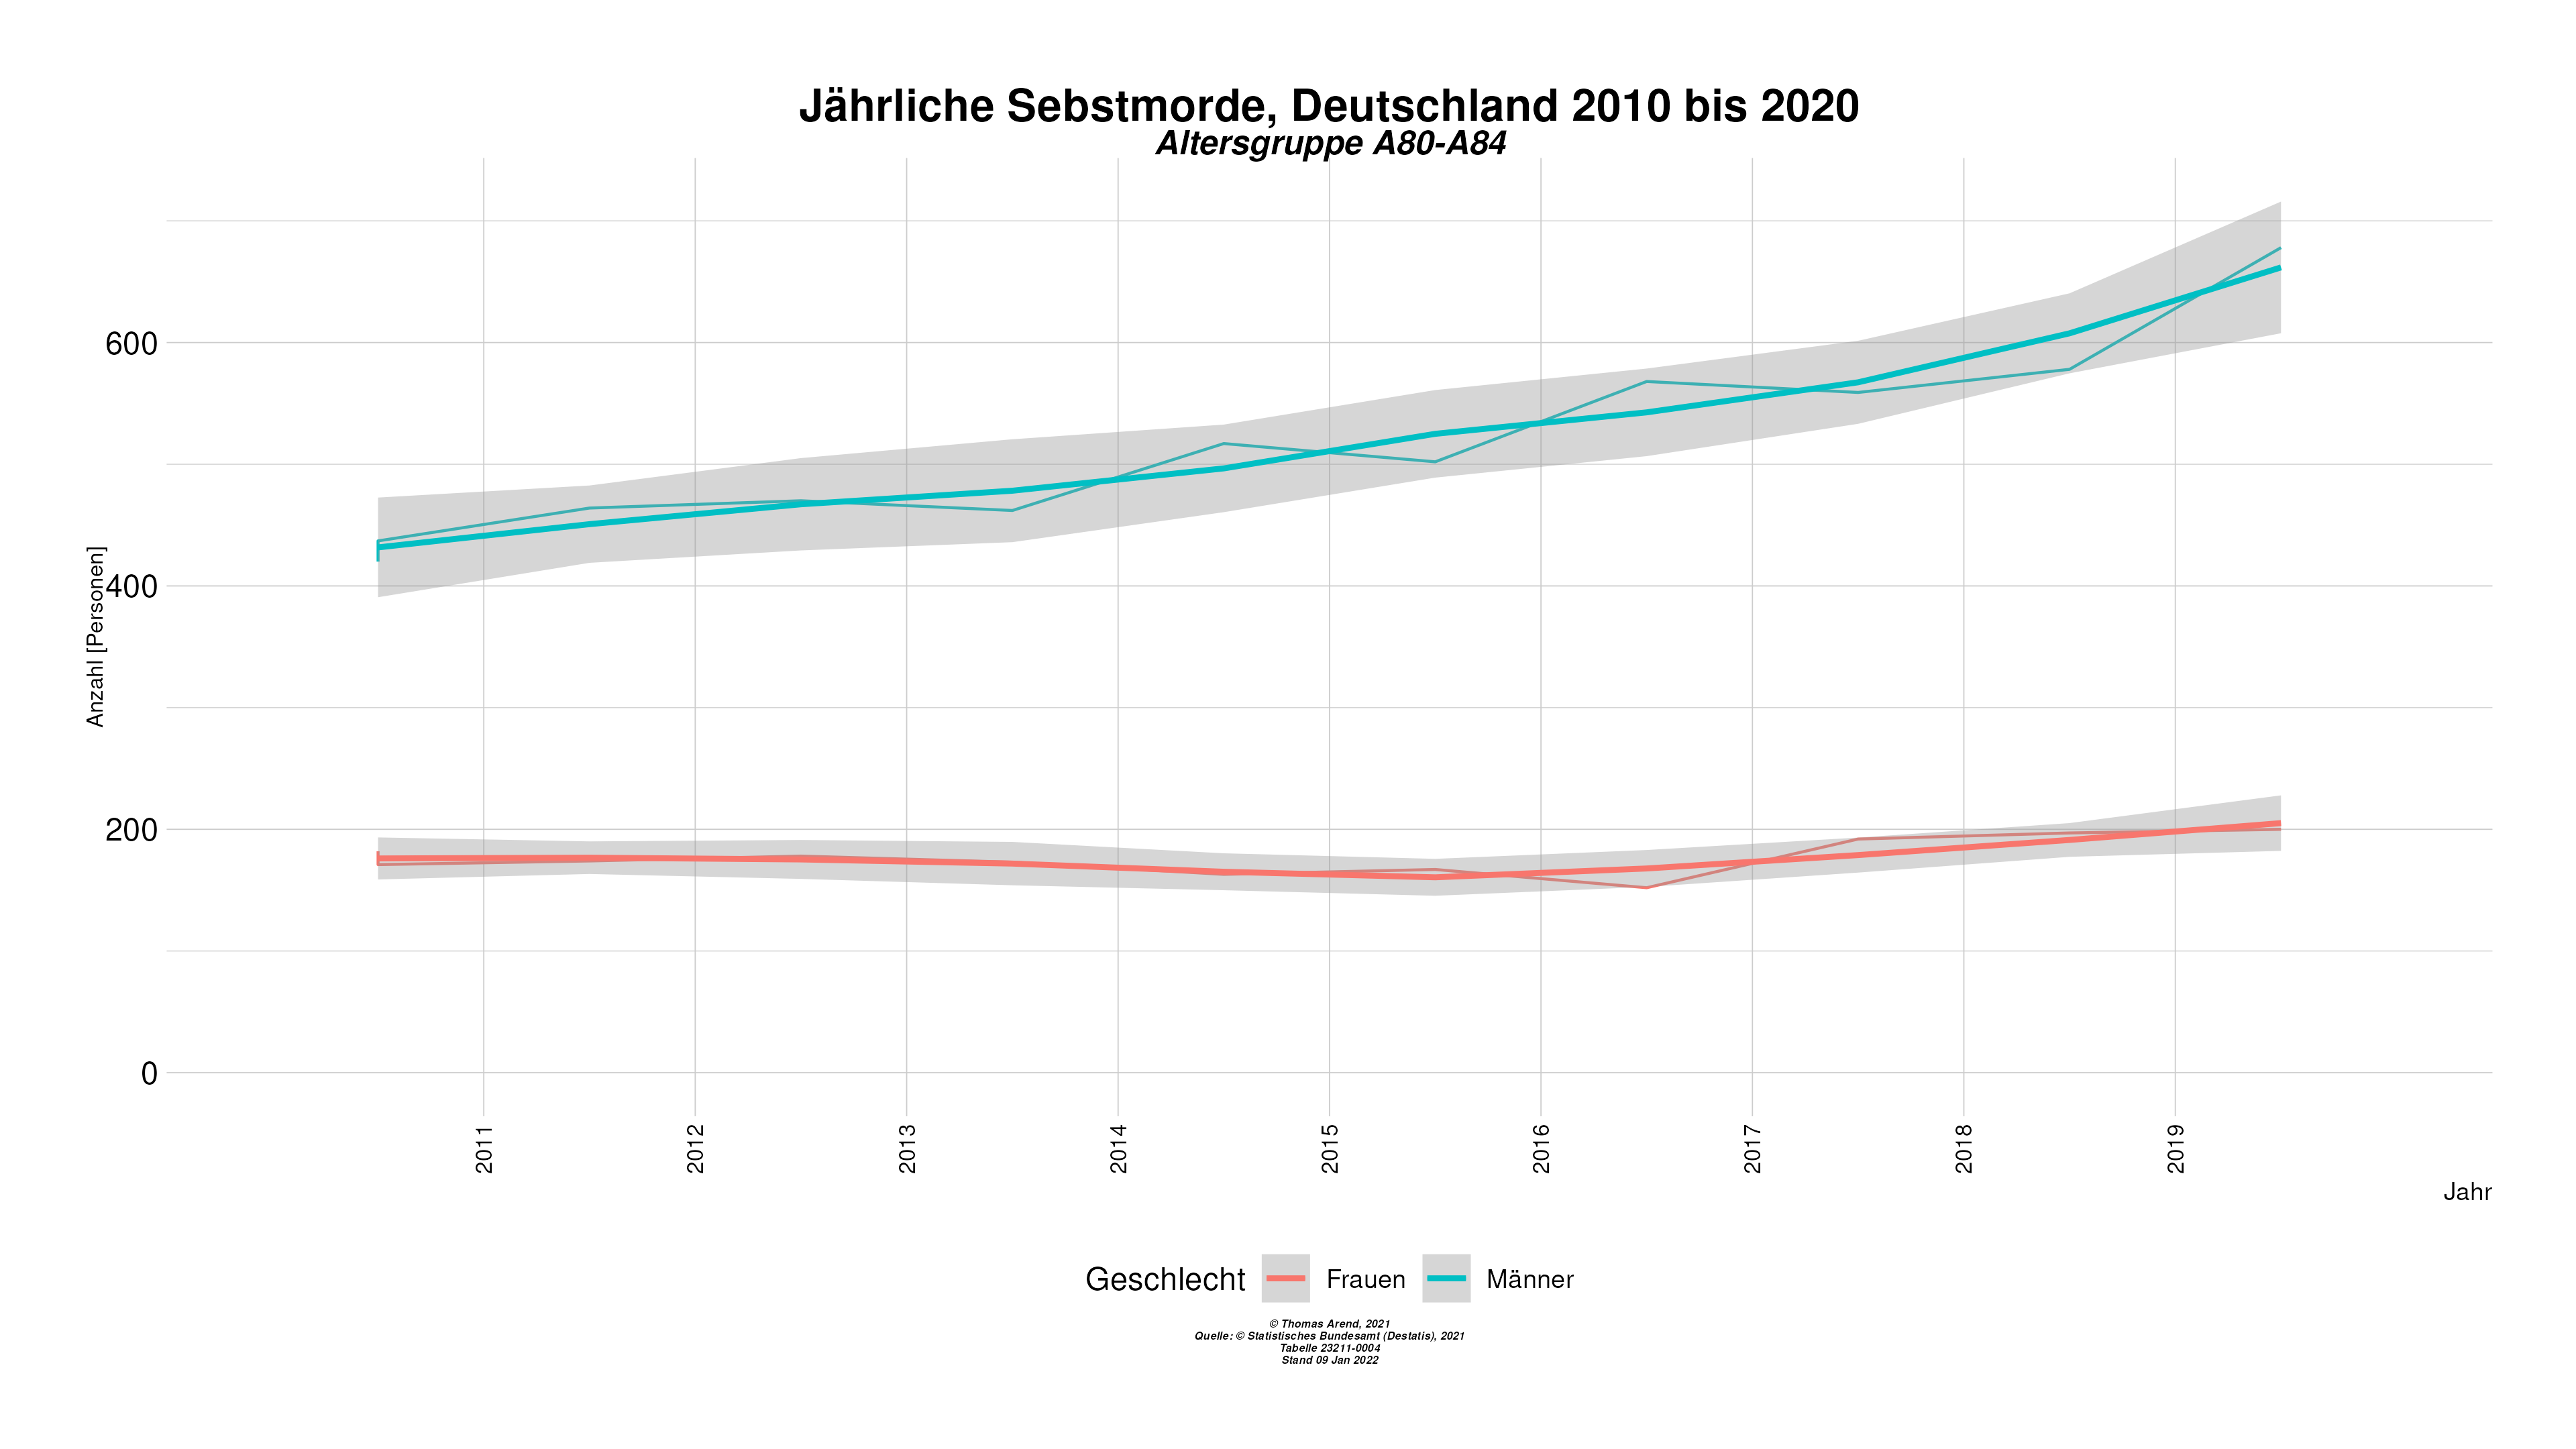 Jährliche Sebstmorde, Deutschland 2010 bis 2020
Altersgruppe A80-A84
Anzahl [Personen]
600
400
200
0
2011
2012
2013
2014
2015
2016
2017
2018
2019
Jahr
Geschlecht Frauen Männer
© Thomas Arend, 2021
Quelle: © Statistisches Bundesamt (Destatis), 2021
Tabelle 23211-0004
Stand 09 Jan 2022